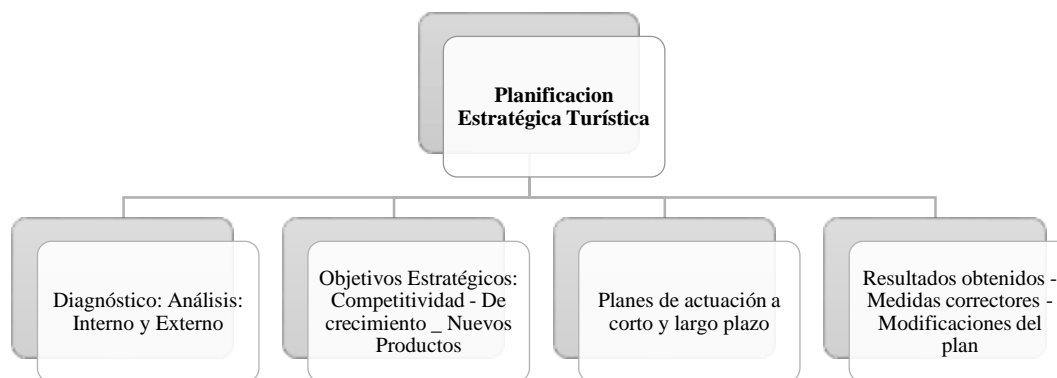 Planificacion
Estratégica Turística
Diagnóstico: Análisis:
Interno y Externo
Objetivos Estratégicos:
Competitividad - De
crecimiento _ Nuevos
Productos
Planes de actuación a
corto y largo plazo
Resultados obtenidos -
Medidas correctores -
Modificaciones del
plan